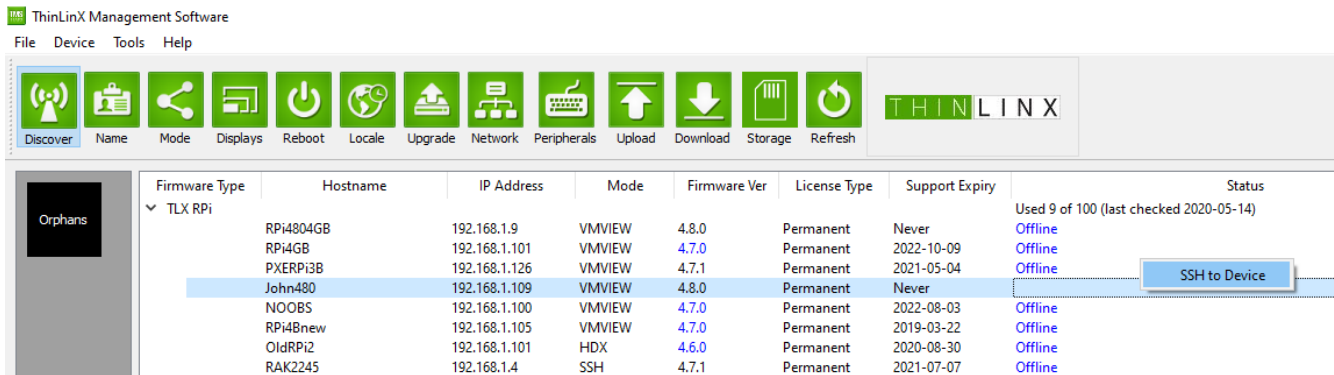 ThinLinX Management Software
File Device Tools Help
Discover Name Mode Displays Reboot Locale Upgrade Network Peripherals Upload Download Storage Refresh
THINLINX
Orphans
Firmware Type Hostname IP Address Mode Firmware Ver License Type Support Expiry Status
TLX RPi Used 9 of 100 (last checked 2020-05-14)
RPi4804GB 192.168.1.9 VMVIEW 4.8.0 Permanent Never Offline
RPi4GB 192.168.1.101 VMVIEW 4.7.0 Permanent 2022-10-09 Offline
PXERPi3B 192.168.1.126 VMVIEW 4.7.1 Permanent 2021-05-04 Offline
SSH to Device
John480 192.168.1.109 VMVIEW 4.8.0 Permanent Never
NOOBS 192.168.1.100 VMVIEW 4.7.0 Permanent 2022-08-03 Offline
RPi4Bnew 192.168.1.105 VMVIEW 4.7.0 Permanent 2019-03-22 Offline
OldRPi2 192.168.1.101 HDX 4.6.0 Permanent 2020-08-30 Offline
RAK2245 192.168.1.4 SSH 4.7.1 Permanent 2021-07-07 Offline